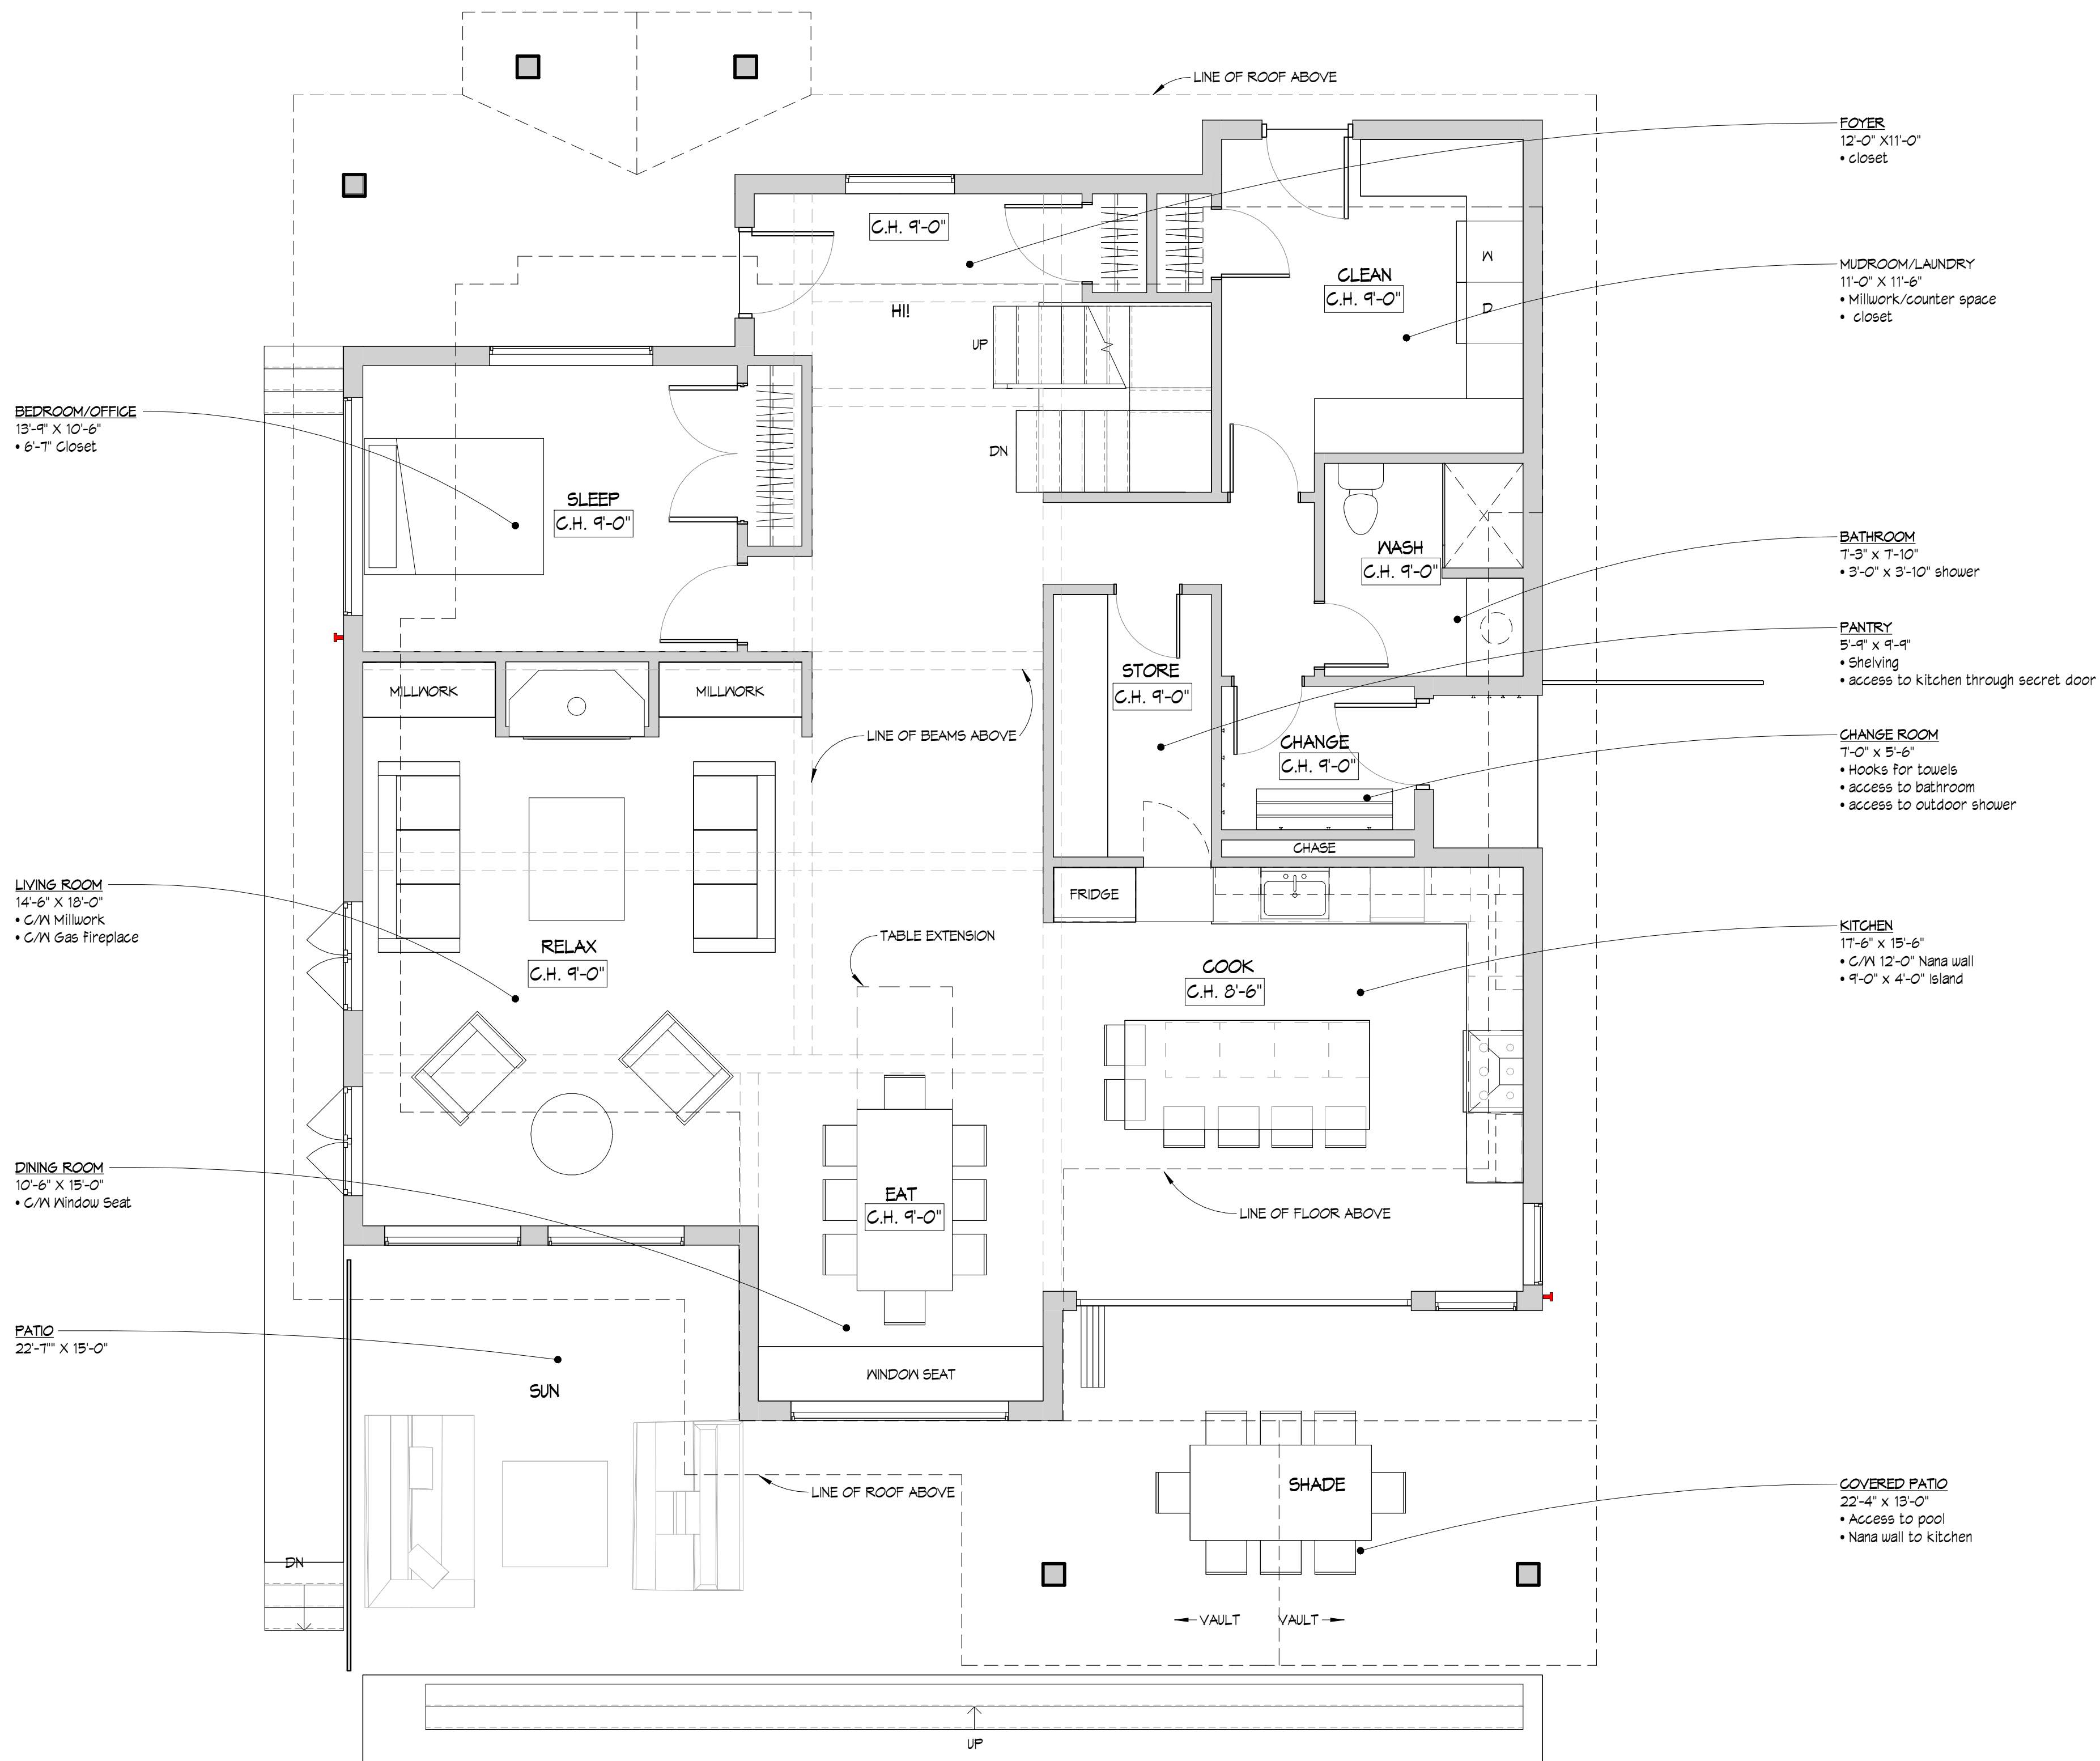 LINE OF ROOF ABOVE
FOYER
12'-0" X11'-0"
• closet
C.H. 9'-0"
HI!
UP
DN
CLEAN
C.H. 9'-0"
W
D
MUDROOM/LAUNDRY
11'-0" X 11'-6"
• Millwork/counter space
• closet
BEDROOM/OFFICE
13'-9" X 10'-6"
• 6'-7" Closet
SLEEP
C.H. 9'-0"
WASH
C.H. 9'-0"
BATHROOM
7'-3" x 7'-10"
• 3'-0" x 3'-10" shower
PANTRY
5'-9" x 9'-9"
• Shelving
• access to kitchen through secret door
STORE
C.H. 9'-0"
MILLWORK
MILLWORK
LINE OF BEAMS ABOVE
CHANGE
C.H. 9'-0"
CHANGE ROOM
7'-0" x 5'-6"
• Hooks for towels
• access to bathroom
• access to outdoor shower
CHASE
LIVING ROOM
14'-6" X 18'-0"
• C/W Millwork
• C/W Gas fireplace
FRIDGE
TABLE EXTENSION
RELAX
C.H. 9'-0"
COOK
C.H. 8'-6"
KITCHEN
17'-6" x 15'-6"
• C/W 12'-0" Nana wall
• 9'-0" x 4'-0" Island
DINING ROOM
10'-6" X 15'-0"
• C/W Window Seat
EAT
C.H. 9'-0"
LINE OF FLOOR ABOVE
PATIO
22'-7"" X 15'-0"
SUN
WINDOW SEAT
LINE OF ROOF ABOVE
SHADE
COVERED PATIO
22'-4" x 13'-0"
• Access to pool
• Nana wall to kitchen
DN
VAULT
VAULT
UP